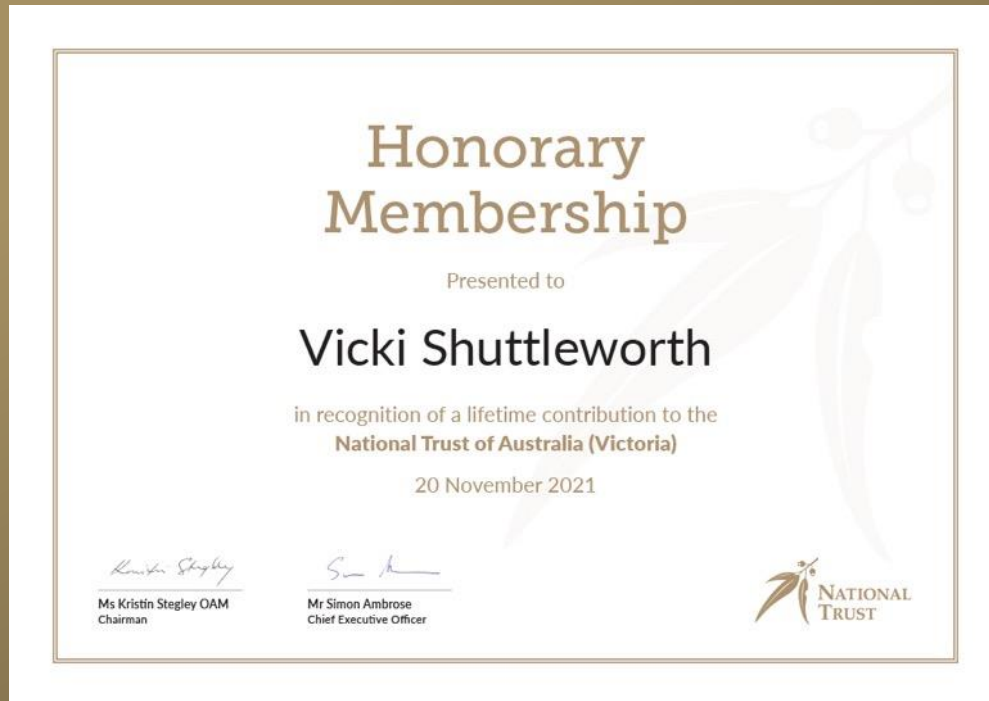 Honorary
Membership
Presented to
Vicki Shuttleworth
in recognition of a lifetime contribution to the
National Trust of Australia (Victoria)
20 November 2021
Ms Kristin Stegley OAM
Chairman
Mr Simon Ambrose
Chief Executive Officer
NATIONAL
TRUST